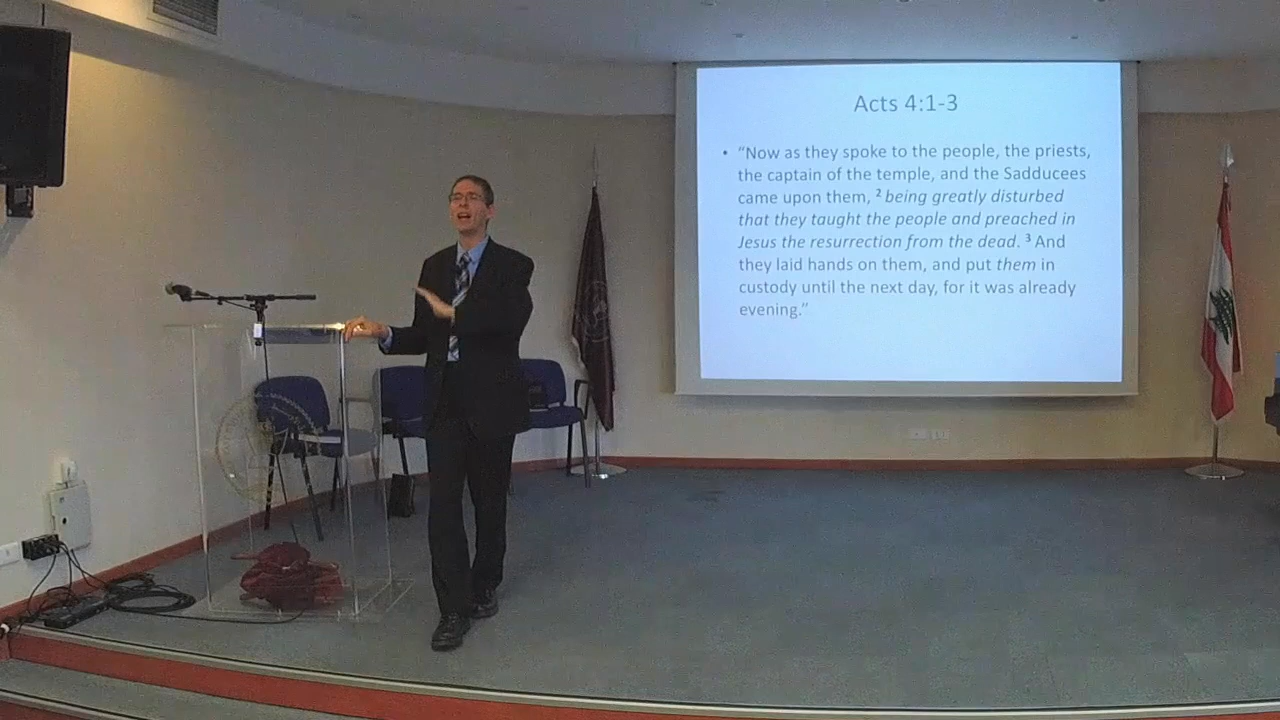 Acts 4:1-3
• “Now as they spoke to the people, the priests,
the captain of the temple, and the Sadducees
came upon them, ² being greatly disturbed
that they taught the people and preached in
Jesus the resurrection from the dead. ³ And
they laid hands on them, and put them in
custody until the next day, for it was already
evening.”